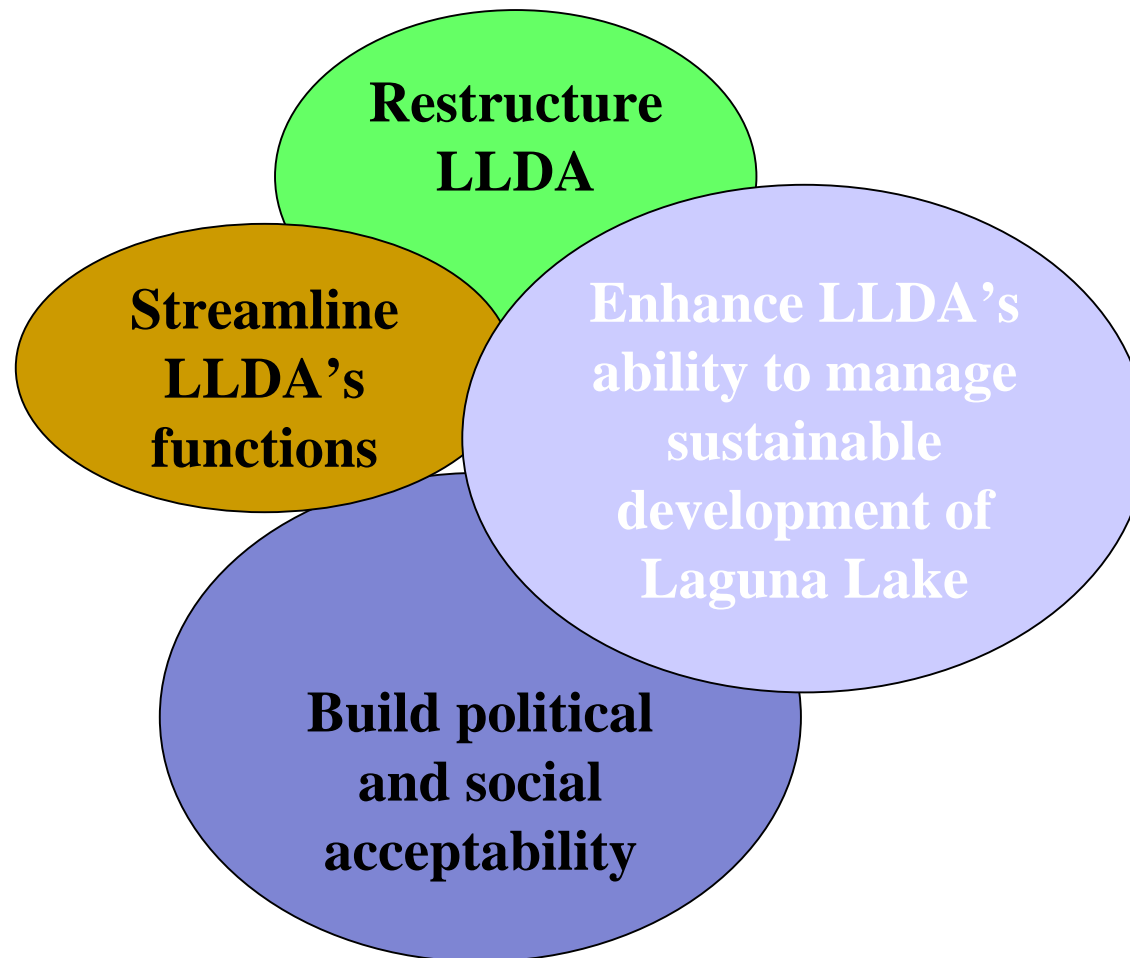 Restructure
LLDA
Streamline
LLDA’s
functions
Enhance LLDA’s
ability to manage
sustainable
development of
Laguna Lake
Build political
and social
acceptability